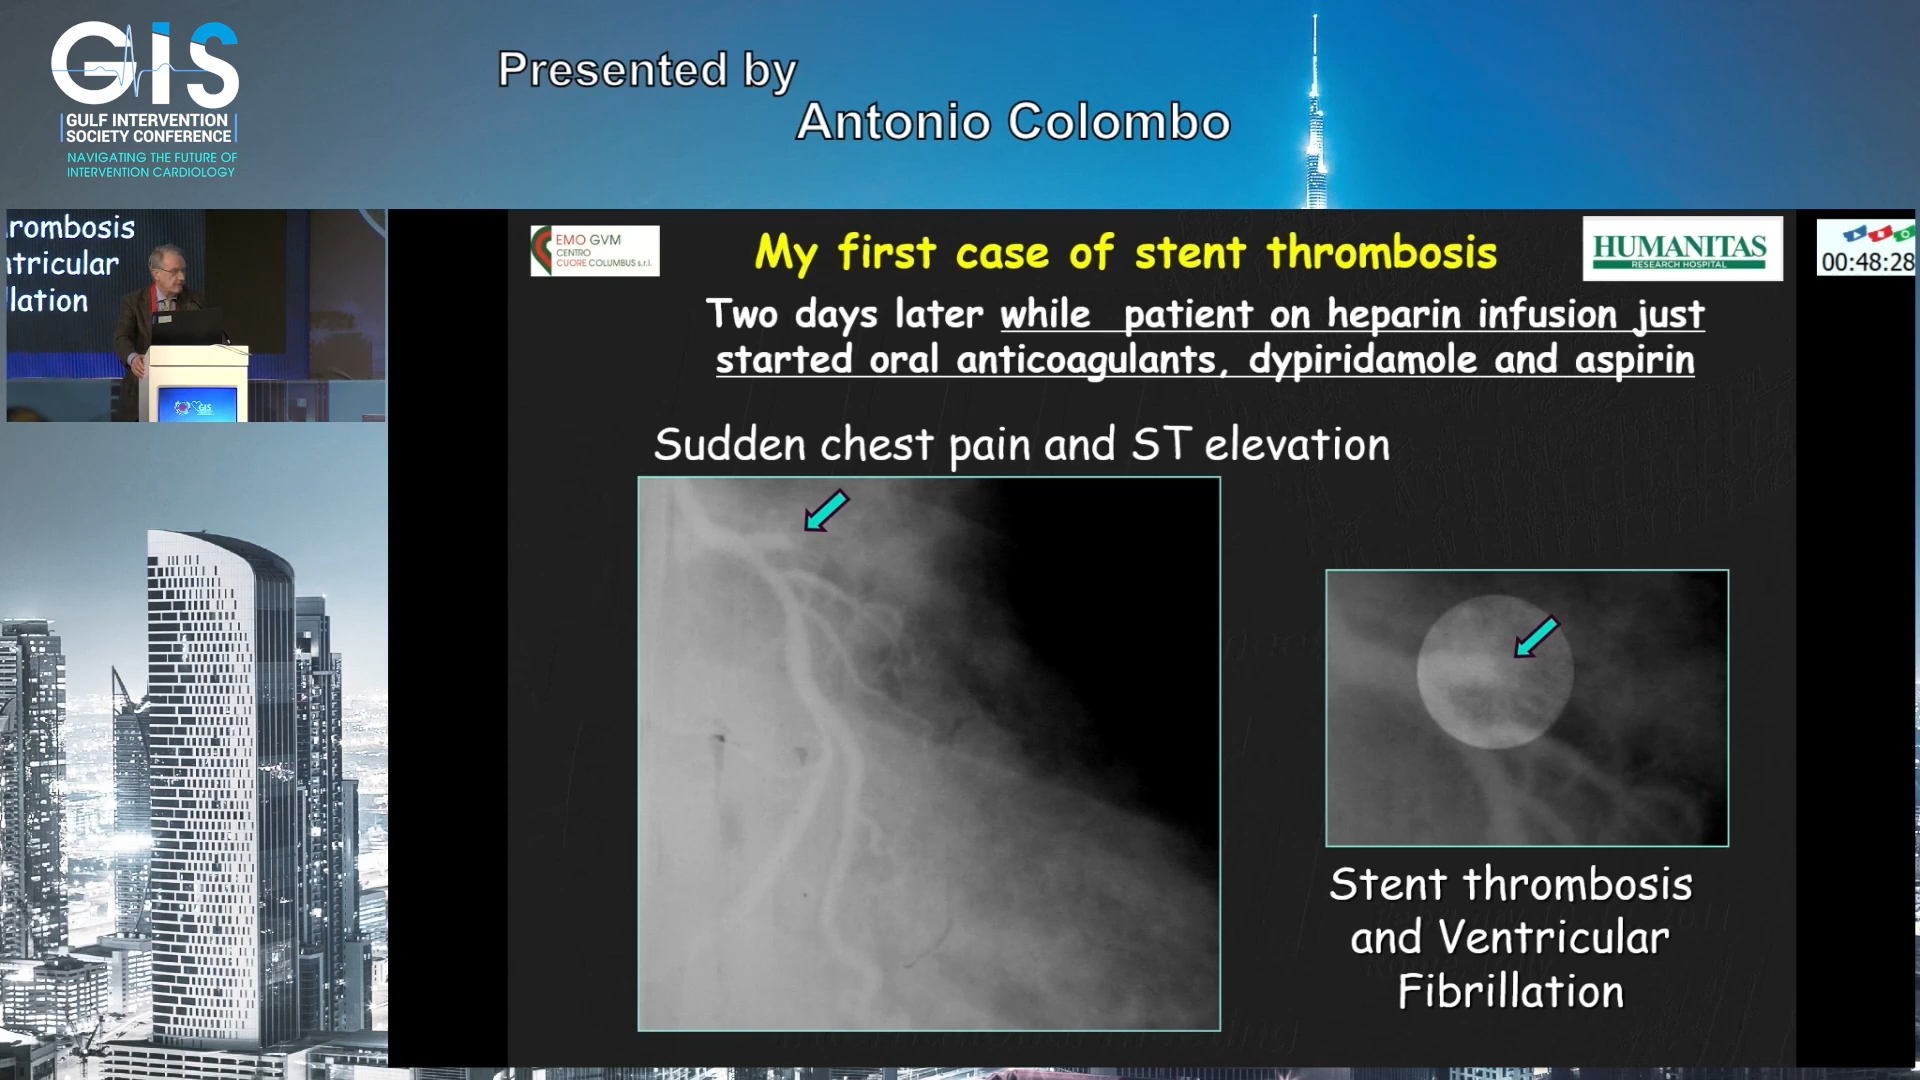 GIS
GULF INTERVENTION
SOCIETY CONFERENCE
NAVIGATING THE FUTURE OF
INTERVENTION CARDIOLOGY
Presented by
Antonio Colombo
rombosis
tricular
lation
GIS
EMO GVM
CENTRO
CUORE COLUMBUS s.r.l.
My first case of stent thrombosis
HUMANITAS
RESEARCH HOSPITAL
00:48:28
Two days later while patient on heparin infusion just
started oral anticoagulants, dypiridamole and aspirin
Sudden chest pain and ST elevation
Stent thrombosis
and Ventricular
Fibrillation